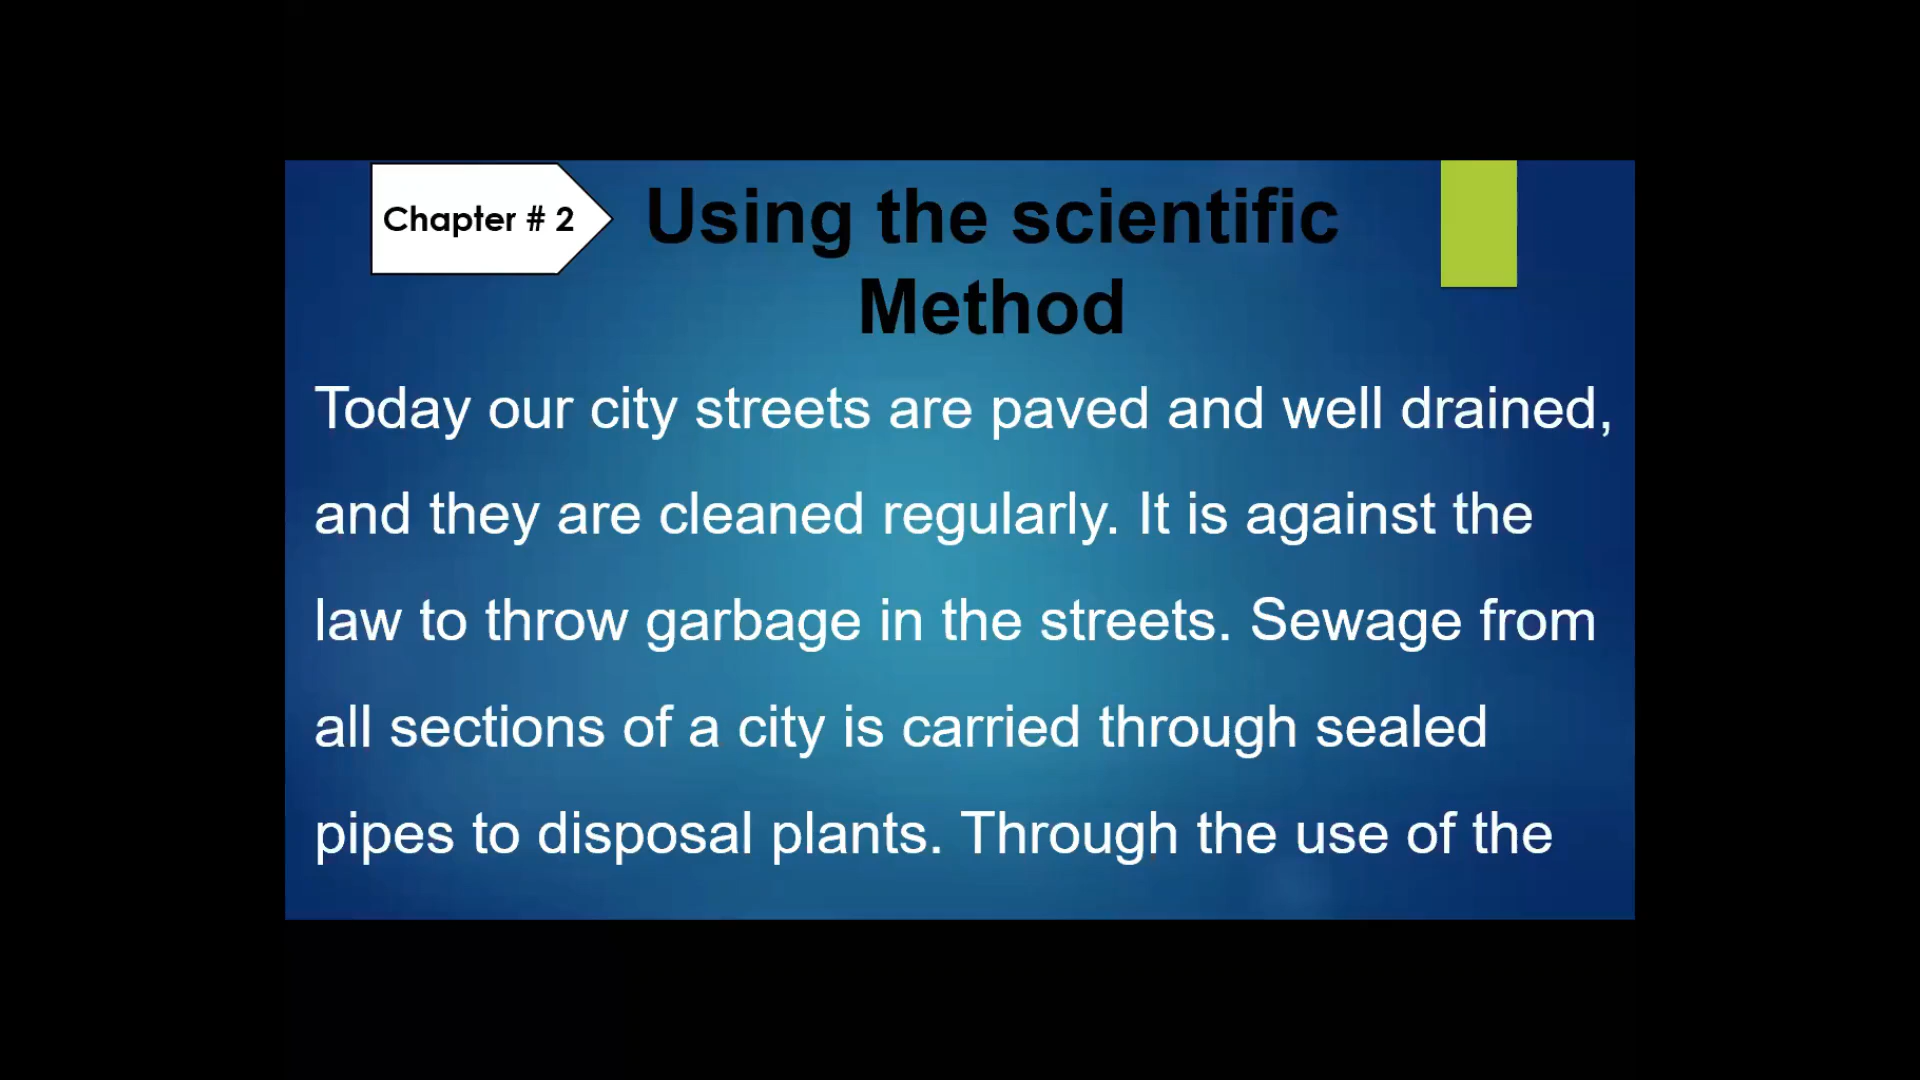 Chapter # 2
Using the scientific
Method
Today our city streets are paved and well drained,
and they are cleaned regularly. It is against the
law to throw garbage in the streets. Sewage from
all sections of a city is carried through sealed
pipes to disposal plants. Through the use of the